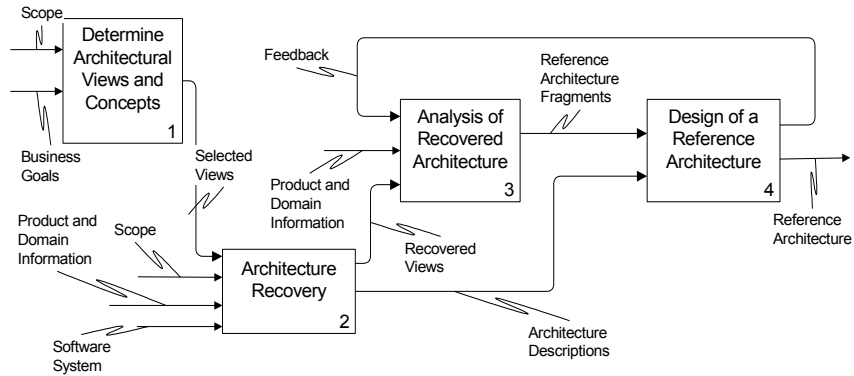 Scope
Determine
Architectural
Views and
Concepts
1
Business
Goals
Selected
Views
Feedback
Reference
Architecture
Fragments
Analysis of
Recovered
Architecture
3
Design of a
Reference
Architecture
4
Product and
Domain
Information
Recovered
Views
Reference
Architecture
Product and
Domain
Information
Scope
Software
System
Architecture
Recovery
2
Architecture
Descriptions